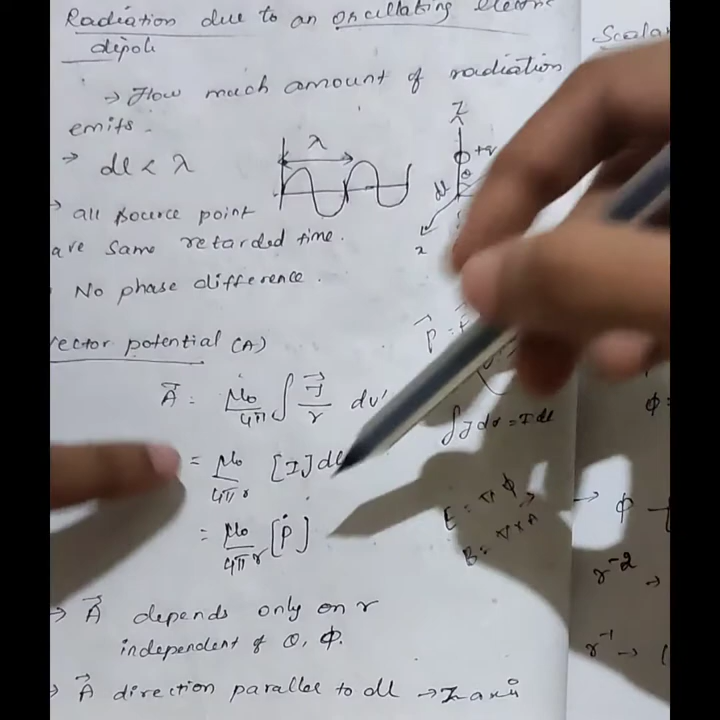 Radiation due to an oscillating electric
dipole
→ How much amount of radiation
emits.
→ dl < λ
λ
→ all source point
are same retarded time.
No phase difference.
Z
+q
θ
dl
x
Vector potential (A)
A⃗ = μ₀/4π ∫ J⃗/r dv'
= μ₀/4πr [I]dl
= μ₀/4πr [ṗ]
P⃗ =
∫J dv = I dl
E = ∇ϕ
B = ∇×A
→ A⃗ depends only on r
independent of θ, ϕ.
→ A⃗ direction parallel to dl → Z axis
Scalar
ϕ =
→ ϕ
r⁻² →
r⁻¹ →